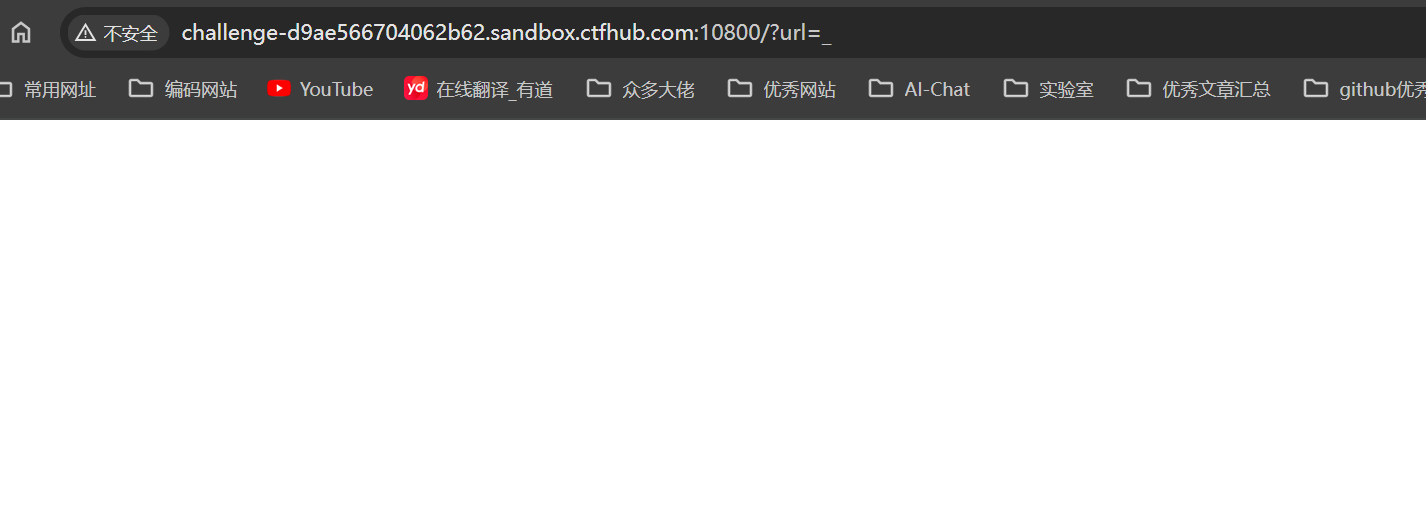 不安全 challenge-d9ae566704062b62.sandbox.ctfhub.com:10800/?url=_
常用网址 编码网站 YouTube yd 在线翻译_有道 众多大佬 优秀网站 AI-Chat 实验室 优秀文章汇总 github优秀